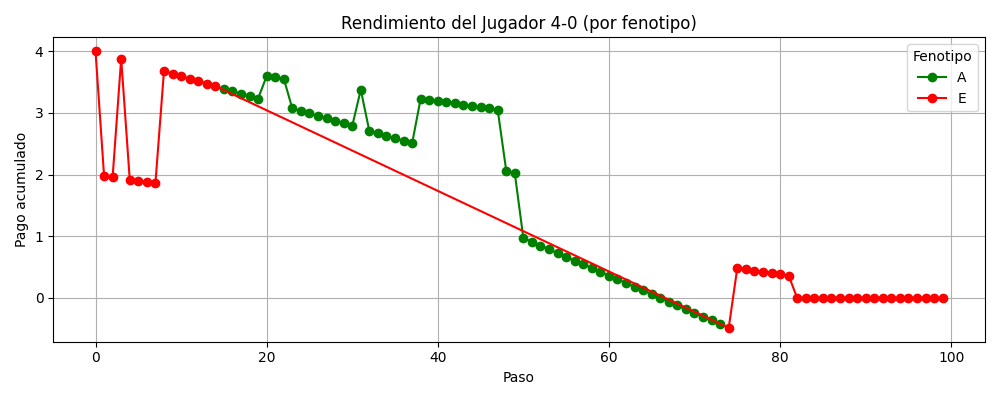 Rendimiento del Jugador 4-0 (por fenotipo)
Pago acumulado
4
3
2
1
0
Fenotipo
A
E
0 20 40 60 80 100
Paso